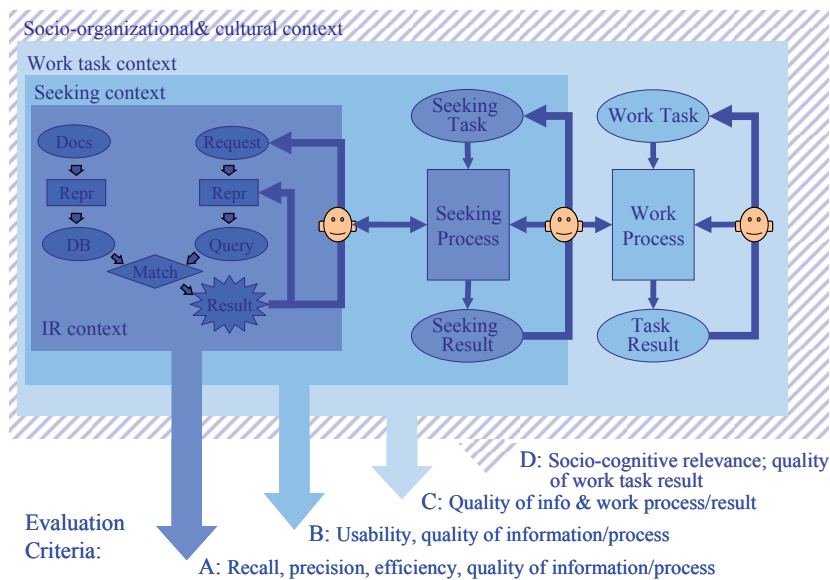 Socio-organizational& cultural context
Work task context
Seeking context
Docs
Repr
DB
Request
Repr
Query
Match
Result
IR context
Seeking
Task
Seeking
Process
Seeking
Result
Work Task
Work
Process
Task
Result
D: Socio-cognitive relevance; quality
of work task result
C: Quality of info & work process/result
B: Usability, quality of information/process
Evaluation
Criteria:
A: Recall, precision, efficiency, quality of information/process